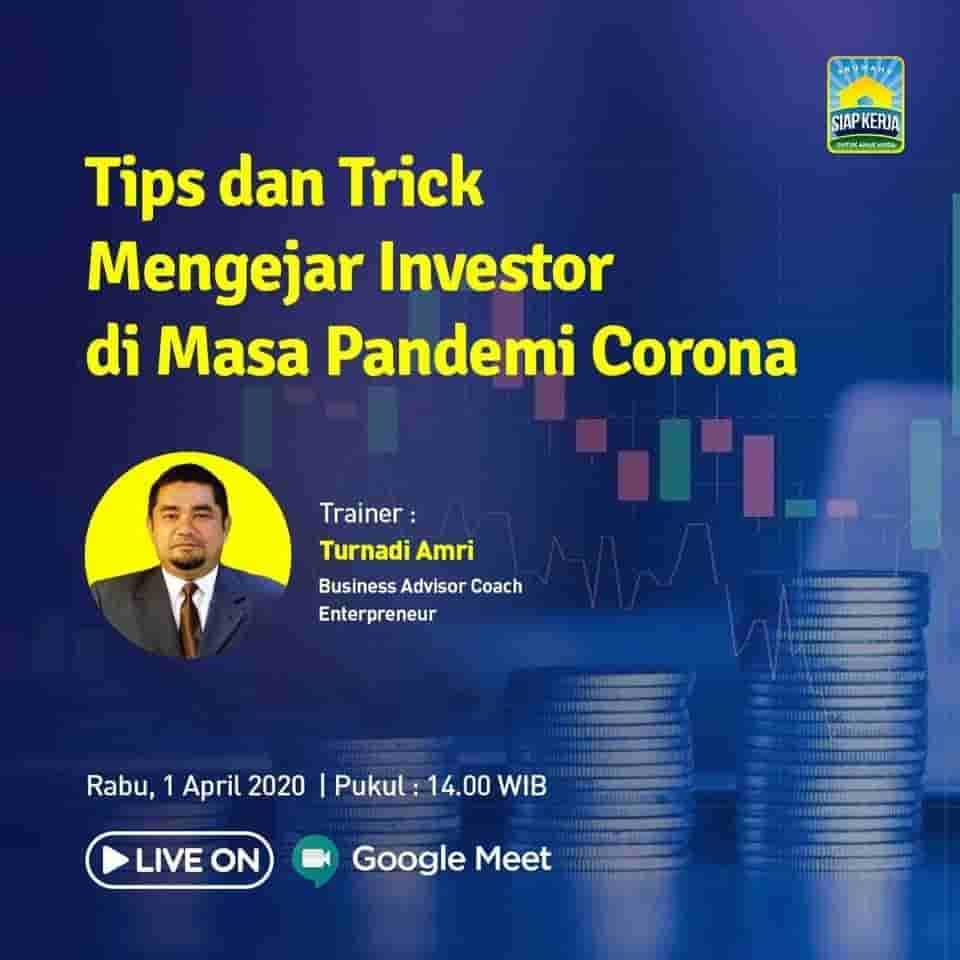 SIAP KERJA
Tips dan Trick
Mengejar Investor
di Masa Pandemi Corona
Trainer :
Turnadi Amri
Business Advisor Coach
Enterpreneur
Rabu, 1 April 2020 | Pukul : 14.00 WIB
LIVE ON Google Meet